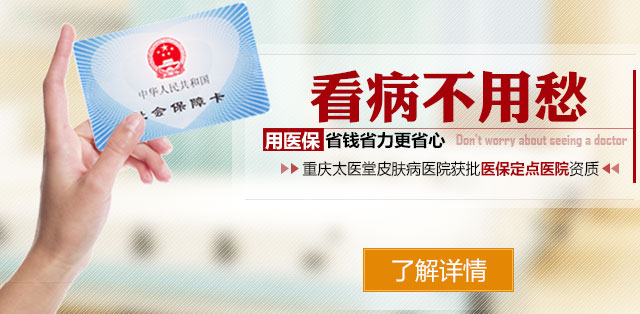 中华人民共和国
社会保障卡
看病不用愁
用医保 省钱省力更省心 Don't worry about seeing a doctor
重庆太医堂皮肤病医院获批医保定点医院资质
了解详情